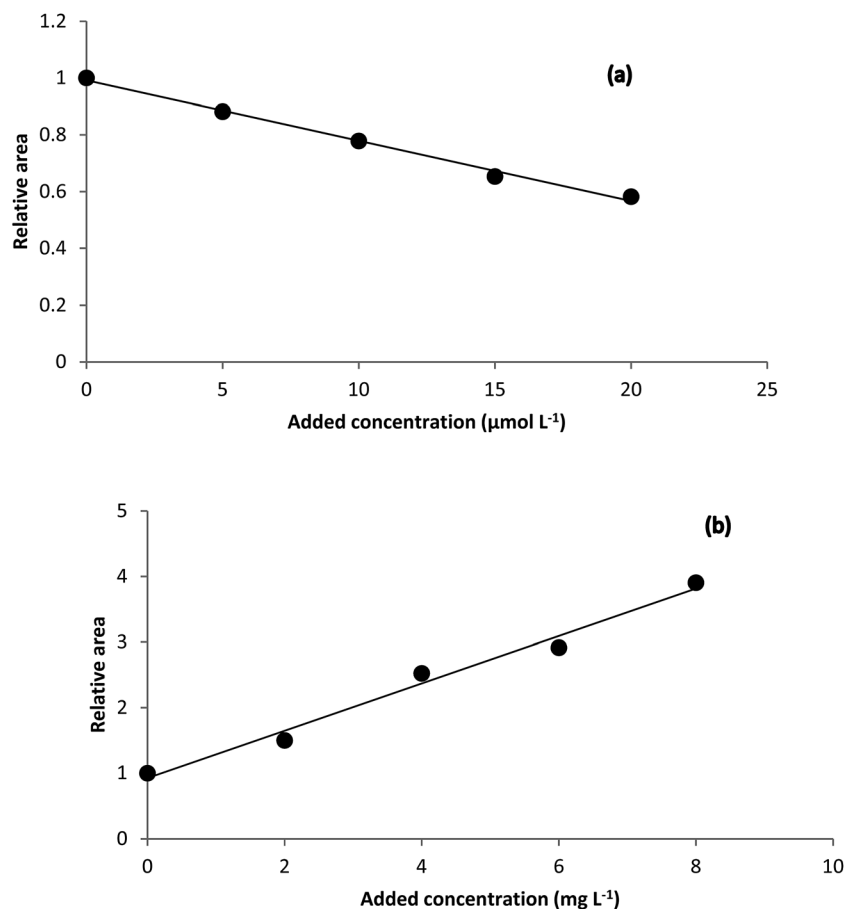 1.2
(a)
1
0.8
0.6
0.4
0.2
0
Relative area
0 5 10 15 20 25
Added concentration (µmol L⁻¹)
5
(b)
4
3
2
1
0
Relative area
0 2 4 6 8 10
Added concentration (mg L⁻¹)